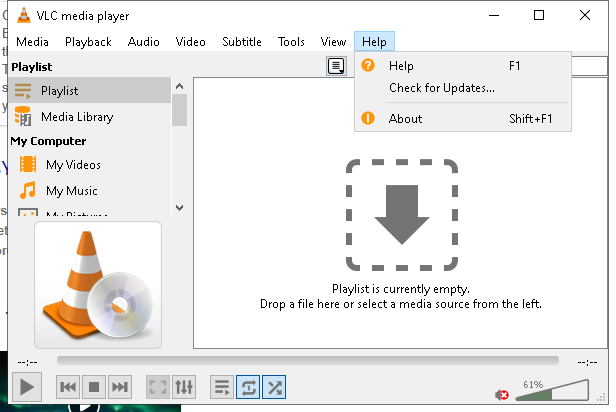 VLC media player
Media Playback Audio Video Subtitle Tools View Help
Playlist
Playlist
Media Library
My Computer
My Videos
My Music
My Pictures
Help F1
Check for Updates...
About Shift+F1
Playlist is currently empty.
Drop a file here or select a media source from the left.
--:-- --:--
61%